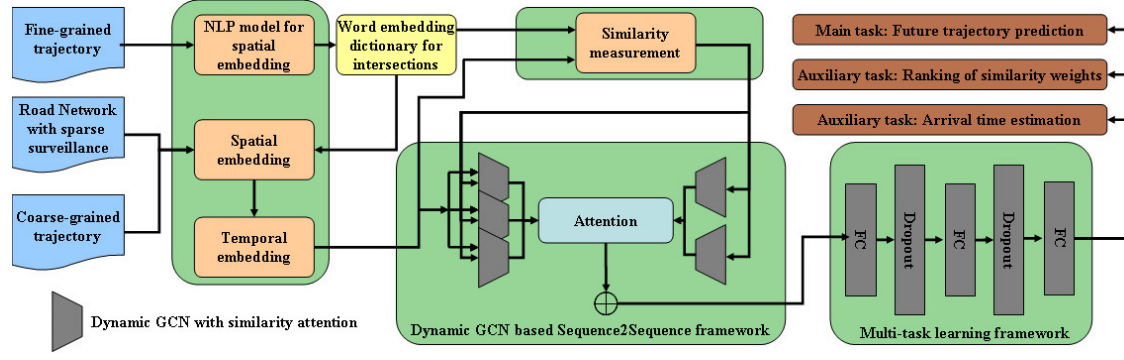 Fine-grained
trajectory
NLP model for
spatial
embedding
Word embedding
dictionary for
intersections
Similarity
measurement
Main task: Future trajectory prediction
Auxiliary task: Ranking of similarity weights
Auxiliary task: Arrival time estimation
Road Network
with sparse
surveillance
Spatial
embedding
Coarse-grained
trajectory
Temporal
embedding
Attention
FC
Dropout
FC
Dropout
FC
Dynamic GCN with similarity attention
Dynamic GCN based Sequence2Sequence framework
Multi-task learning framework